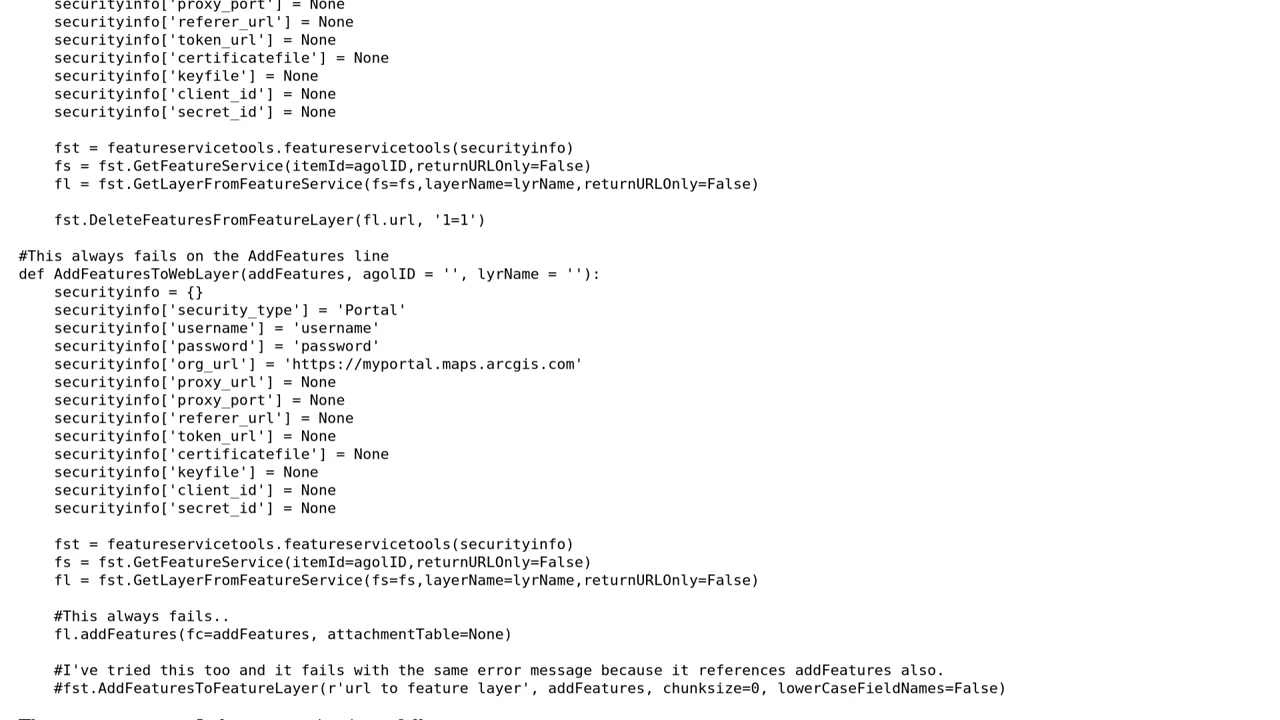 securityinfo['proxy_port'] = None
securityinfo['referer_url'] = None
securityinfo['token_url'] = None
securityinfo['certificatefile'] = None
securityinfo['keyfile'] = None
securityinfo['client_id'] = None
securityinfo['secret_id'] = None
fst = featureservicetools.featureservicetools(securityinfo)
fs = fst.GetFeatureService(itemId=agolID,returnURLOnly=False)
fl = fst.GetLayerFromFeatureService(fs=fs,layerName=lyrName,returnURLOnly=False)
fst.DeleteFeaturesFromFeatureLayer(fl.url, '1=1')
#This always fails on the AddFeatures line
def AddFeaturesToWebLayer(addFeatures, agolID = '', lyrName = ''):
securityinfo = {}
securityinfo['security_type'] = 'Portal'
securityinfo['username'] = 'username'
securityinfo['password'] = 'password'
securityinfo['org_url'] = 'https://myportal.maps.arcgis.com'
securityinfo['proxy_url'] = None
securityinfo['proxy_port'] = None
securityinfo['referer_url'] = None
securityinfo['token_url'] = None
securityinfo['certificatefile'] = None
securityinfo['keyfile'] = None
securityinfo['client_id'] = None
securityinfo['secret_id'] = None
fst = featureservicetools.featureservicetools(securityinfo)
fs = fst.GetFeatureService(itemId=agolID,returnURLOnly=False)
fl = fst.GetLayerFromFeatureService(fs=fs,layerName=lyrName,returnURLOnly=False)
#This always fails..
fl.addFeatures(fc=addFeatures, attachmentTable=None)
#I've tried this too and it fails with the same error message because it references addFeatures also.
#fst.AddFeaturesToFeatureLayer(r'url to feature layer', addFeatures, chunksize=0, lowerCaseFieldNames=False)